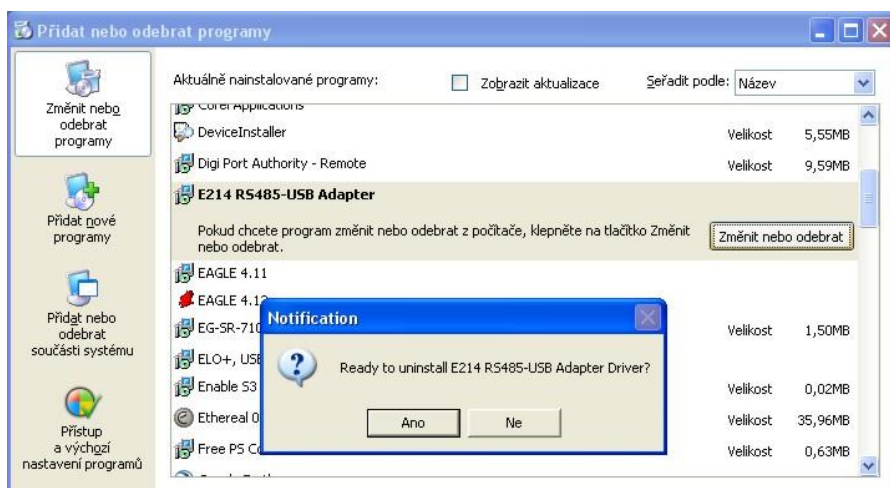 Přidat nebo odebrat programy
Změnit nebo
odebrat
programy
Přidat nové
programy
Přidat nebo
odebrat
součásti systému
Přístup
a výchozí
nastavení programů
Aktuálně nainstalované programy:
Zobrazit aktualizace
Seřadit podle: Název
Corel Applications
DeviceInstaller Velikost 5,55MB
Digi Port Authority - Remote Velikost 9,59MB
E214 RS485-USB Adapter
Pokud chcete program změnit nebo odebrat z počítače, klepněte na tlačítko Změnit
nebo odebrat.
Změnit nebo odebrat
EAGLE 4.11
EAGLE 4.12
EG-SR-710 Velikost 1,50MB
ELO+, USB
Enable S3 Velikost 0,02MB
Ethereal 0 Velikost 35,96MB
Free PS Co Velikost 0,63MB
Notification
Ready to uninstall E214 RS485-USB Adapter Driver?
Ano Ne